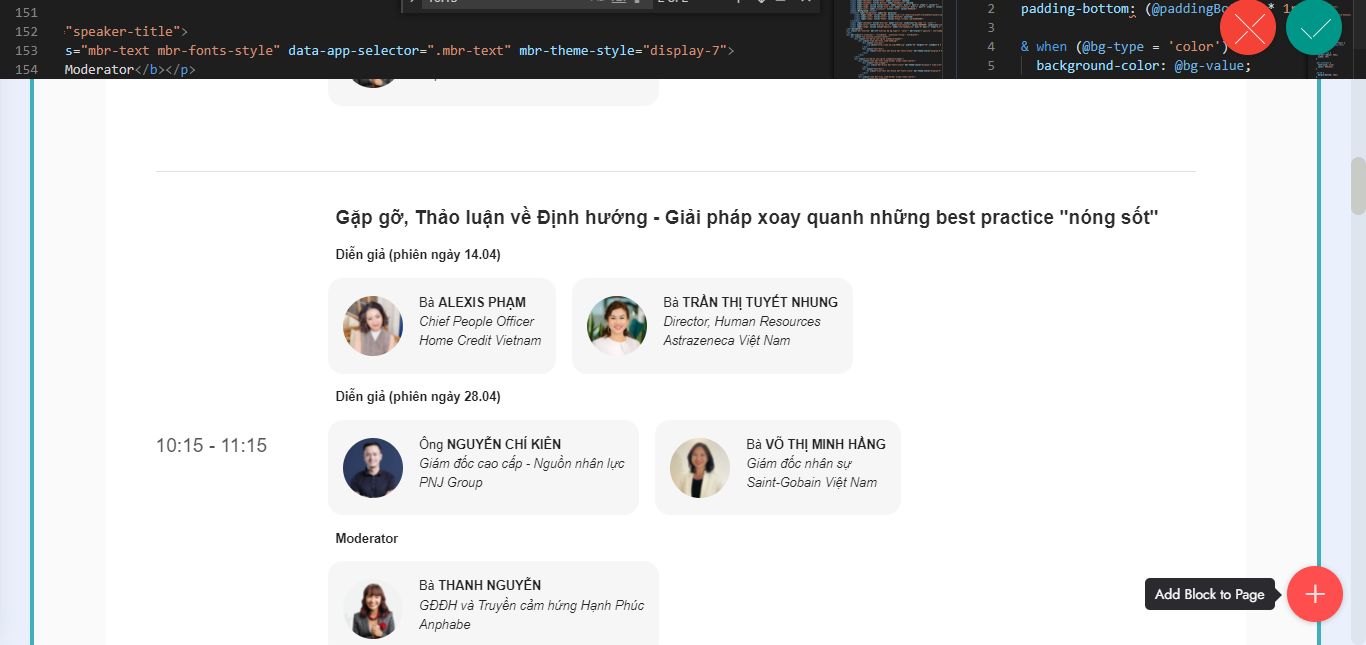 151
152 "speaker-title">
153 s="mbr-text mbr-fonts-style" data-app-selector=".mbr-text" mbr-theme-style="display-7">
154 Moderator</b></p>
2 padding-bottom: (@paddingBo * 1
3
4 & when (@bg-type = 'color')
5 background-color: @bg-value;
Gặp gỡ, Thảo luận về Định hướng - Giải pháp xoay quanh những best practice "nóng sốt"
Diễn giả (phiên ngày 14.04)
Bà ALEXIS PHẠM
Chief People Officer
Home Credit Vietnam
Bà TRẦN THỊ TUYẾT NHUNG
Director, Human Resources
Astrazeneca Việt Nam
Diễn giả (phiên ngày 28.04)
10:15 - 11:15
Ông NGUYỄN CHÍ KIÊN
Giám đốc cao cấp - Nguồn nhân lực
PNJ Group
Bà VÕ THỊ MINH HẰNG
Giám đốc nhân sự
Saint-Gobain Việt Nam
Moderator
Bà THANH NGUYỄN
GĐĐH và Truyền cảm hứng Hạnh Phúc
Anphabe
Add Block to Page